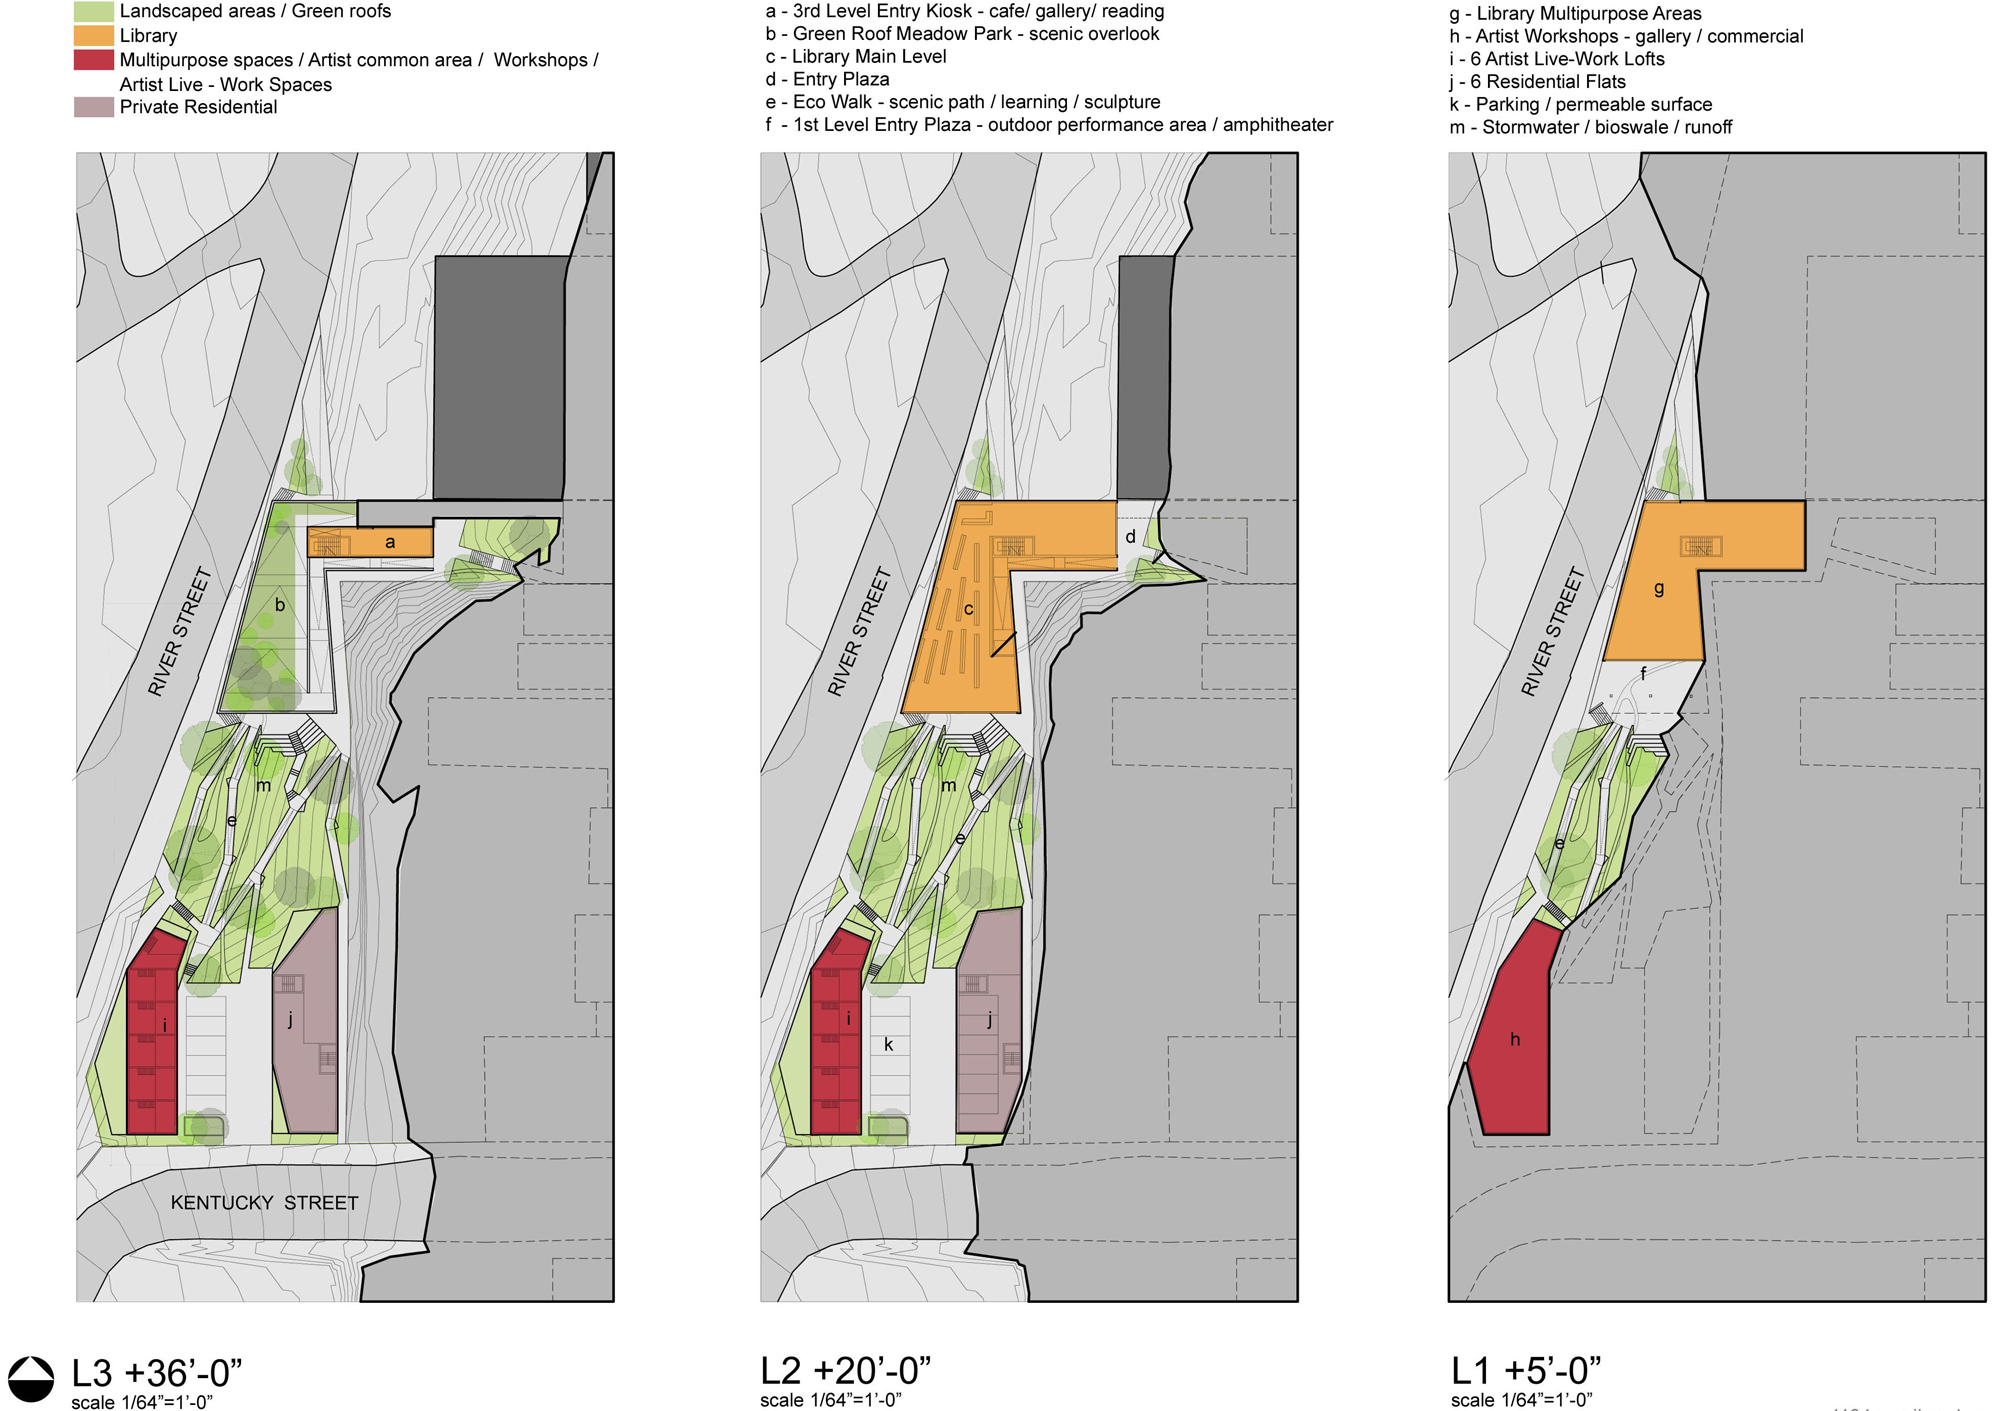 Landscaped areas / Green roofs
Library
Multipurpose spaces / Artist common area / Workshops /
Artist Live - Work Spaces
Private Residential
a - 3rd Level Entry Kiosk - cafe/ gallery/ reading
b - Green Roof Meadow Park - scenic overlook
c - Library Main Level
d - Entry Plaza
e - Eco Walk - scenic path / learning / sculpture
f - 1st Level Entry Plaza - outdoor performance area / amphitheater
g - Library Multipurpose Areas
h - Artist Workshops - gallery / commercial
i - 6 Artist Live-Work Lofts
j - 6 Residential Flats
k - Parking / permeable surface
m - Stormwater / bioswale / runoff
a
b
RIVER STREET
m
e
i
j
KENTUCKY STREET
L3 +36'-0”
scale 1/64”=1'-0”
d
c
RIVER STREET
m
e
i
j
k
L2 +20'-0”
scale 1/64”=1'-0”
g
RIVER STREET
f
e
h
L1 +5'-0”
scale 1/64”=1'-0”